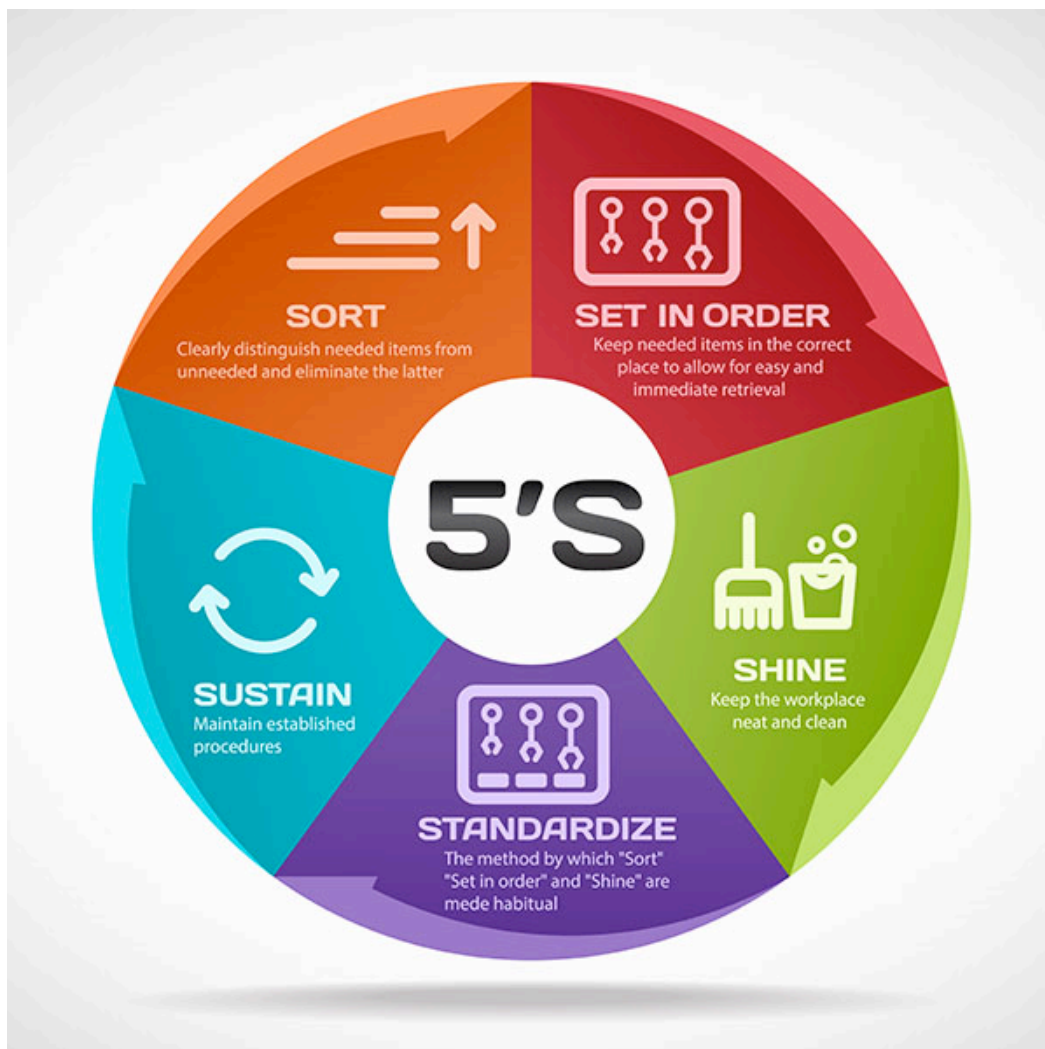 5'S
SORT
Clearly distinguish needed items from
unneeded and eliminate the latter
SET IN ORDER
Keep needed items in the correct
place to allow for easy and
immediate retrieval
SHINE
Keep the workplace
neat and clean
STANDARDIZE
The method by which "Sort"
"Set in order" and "Shine" are
mede habitual
SUSTAIN
Maintain established
procedures